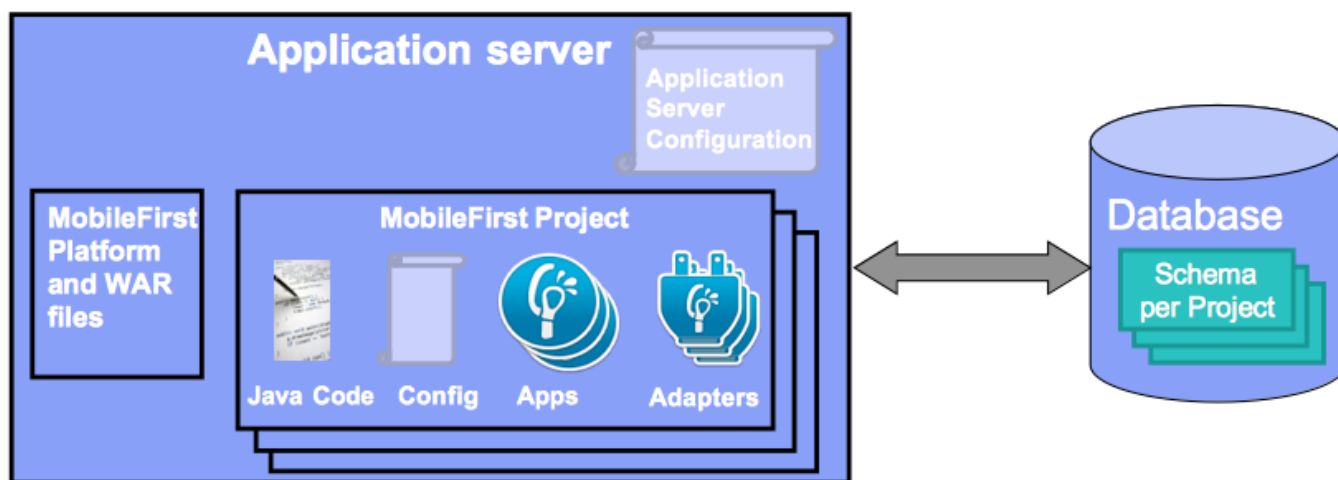 Application server
Application
Server
Configuration
MobileFirst
Platform
and WAR
files
MobileFirst Project
Java Code
Config
Apps
Adapters
Database
Schema
per Project